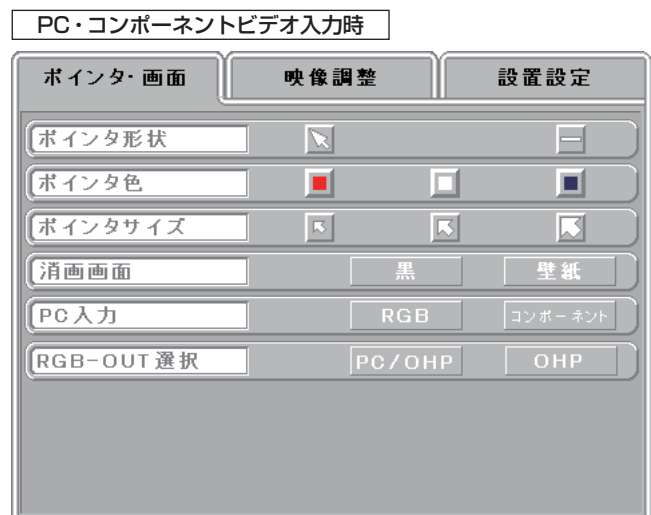 PC・コンポーネントビデオ入力時
ポインタ・画面 映像調整 設置設定
ポインタ形状
ポインタ色
ポインタサイズ
消画画面 黒 壁紙
PC入力 RGB コンポーネント
RGB-OUT選択 PC/OHP OHP